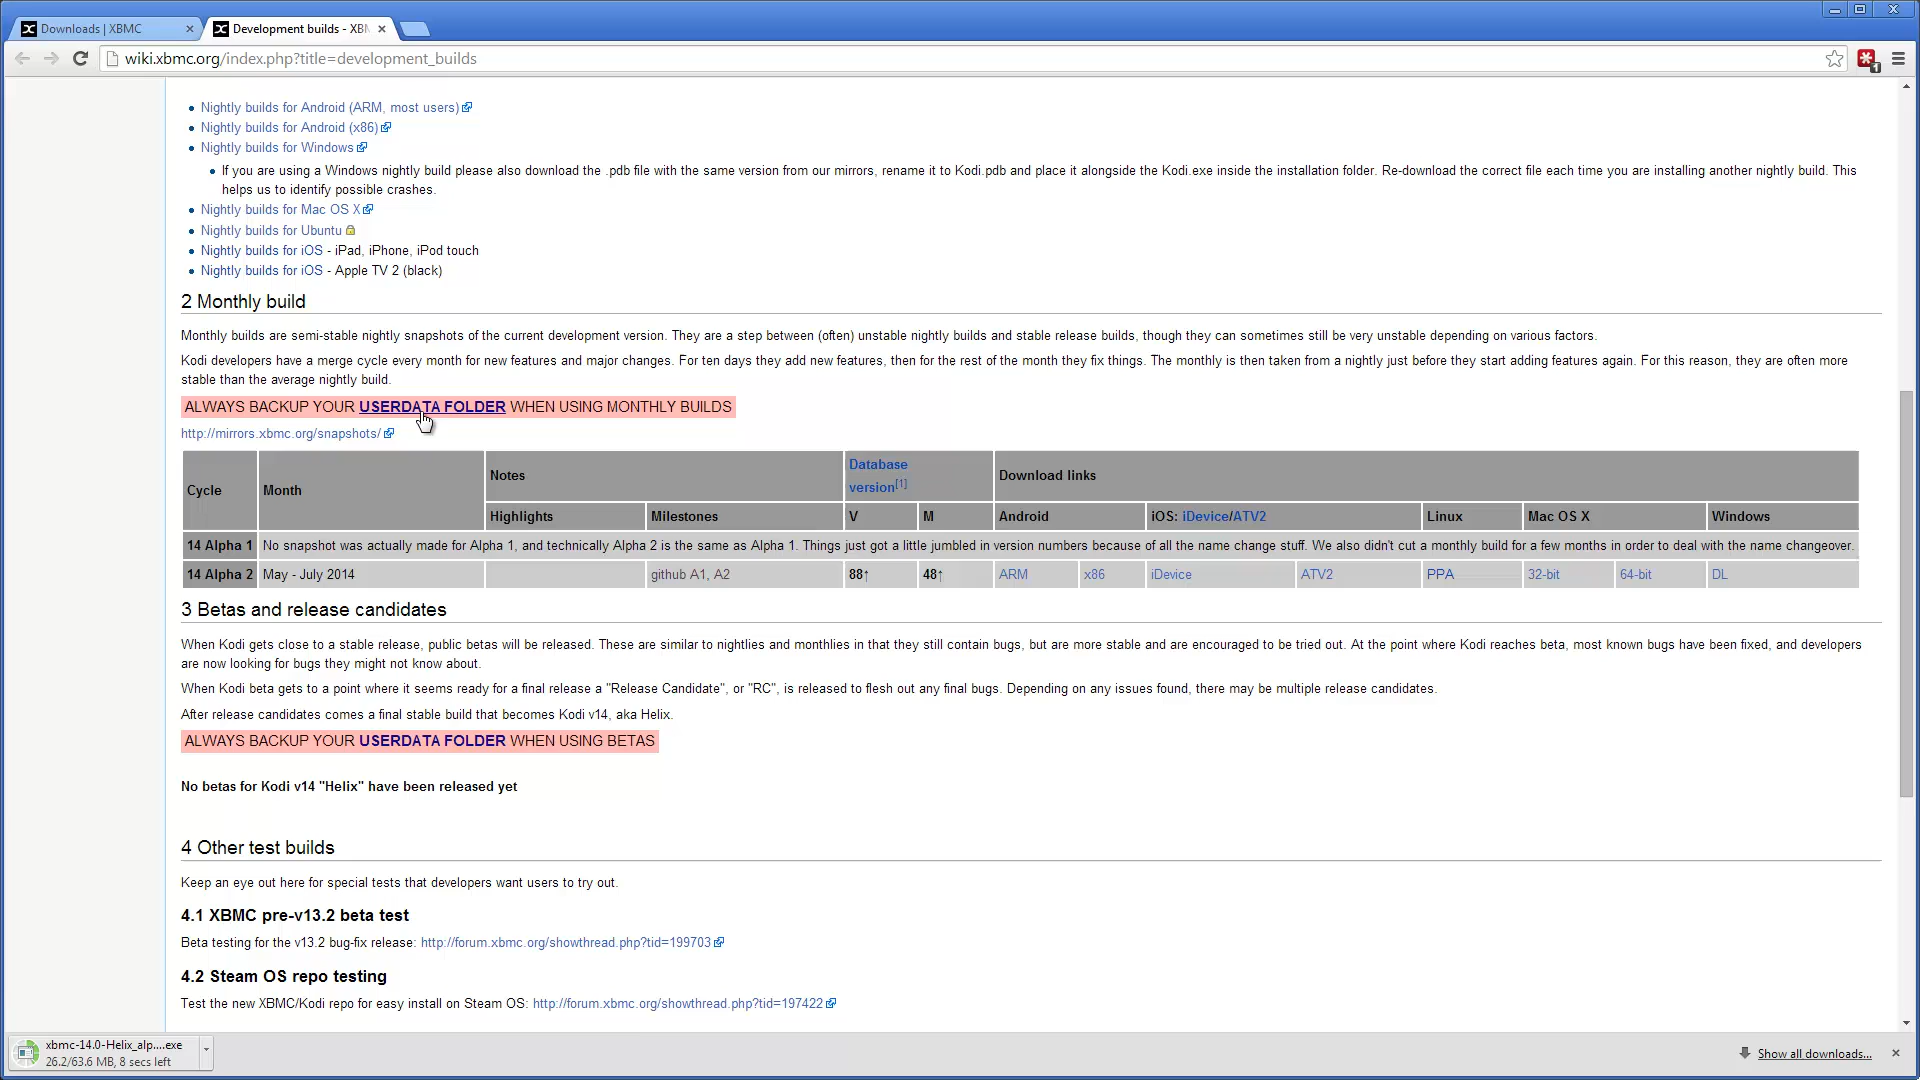 Downloads | XBMC
Development builds - XBM
wiki.xbmc.org/index.php?title=development_builds
1
Nightly builds for Android (ARM, most users)
Nightly builds for Android (x86)
Nightly builds for Windows
If you are using a Windows nightly build please also download the .pdb file with the same version from our mirrors, rename it to Kodi.pdb and place it alongside the Kodi.exe inside the installation folder. Re-download the correct file each time you are installing another nightly build. This
helps us to identify possible crashes.
Nightly builds for Mac OS X
Nightly builds for Ubuntu
Nightly builds for iOS - iPad, iPhone, iPod touch
Nightly builds for iOS - Apple TV 2 (black)
2 Monthly build
Monthly builds are semi-stable nightly snapshots of the current development version. They are a step between (often) unstable nightly builds and stable release builds, though they can sometimes still be very unstable depending on various factors.
Kodi developers have a merge cycle every month for new features and major changes. For ten days they add new features, then for the rest of the month they fix things. The monthly is then taken from a nightly just before they start adding features again. For this reason, they are often more
stable than the average nightly build.
ALWAYS BACKUP YOUR USERDATA FOLDER WHEN USING MONTHLY BUILDS
http://mirrors.xbmc.org/snapshots/
Cycle Month Notes Database version[1] Download links
Highlights Milestones V M Android iOS: iDevice/ATV2 Linux Mac OS X Windows
14 Alpha 1 No snapshot was actually made for Alpha 1, and technically Alpha 2 is the same as Alpha 1. Things just got a little jumbled in version numbers because of all the name change stuff. We also didn't cut a monthly build for a few months in order to deal with the name changeover.
14 Alpha 2 May - July 2014 github A1, A2 88↑ 48↑ ARM x86 iDevice ATV2 PPA 32-bit 64-bit DL
3 Betas and release candidates
When Kodi gets close to a stable release, public betas will be released. These are similar to nightlies and monthlies in that they still contain bugs, but are more stable and are encouraged to be tried out. At the point where Kodi reaches beta, most known bugs have been fixed, and developers
are now looking for bugs they might not know about.
When Kodi beta gets to a point where it seems ready for a final release a "Release Candidate", or "RC", is released to flesh out any final bugs. Depending on any issues found, there may be multiple release candidates.
After release candidates comes a final stable build that becomes Kodi v14, aka Helix.
ALWAYS BACKUP YOUR USERDATA FOLDER WHEN USING BETAS
No betas for Kodi v14 "Helix" have been released yet
4 Other test builds
Keep an eye out here for special tests that developers want users to try out.
4.1 XBMC pre-v13.2 beta test
Beta testing for the v13.2 bug-fix release: http://forum.xbmc.org/showthread.php?tid=199703
4.2 Steam OS repo testing
Test the new XBMC/Kodi repo for easy install on Steam OS: http://forum.xbmc.org/showthread.php?tid=197422
xbmc-14.0-Helix_alp....exe
26.2/63.6 MB, 8 secs left
Show all downloads...